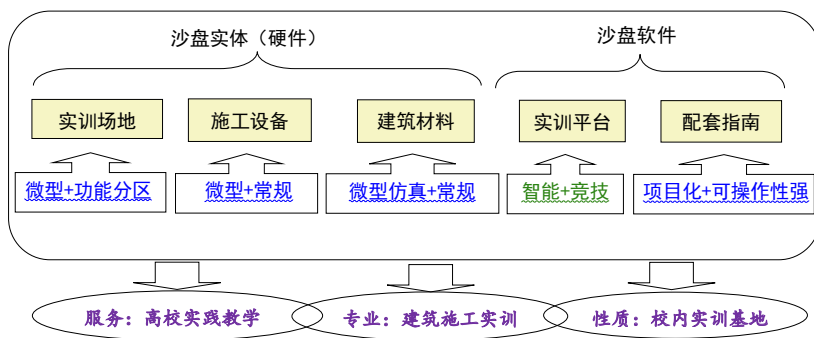 沙盘实体（硬件）
沙盘软件
实训场地
施工设备
建筑材料
实训平台
配套指南
微型+功能分区
微型+常规
微型仿真+常规
智能+竞技
项目化+可操作性强
服务：高校实践教学
专业：建筑施工实训
性质：校内实训基地